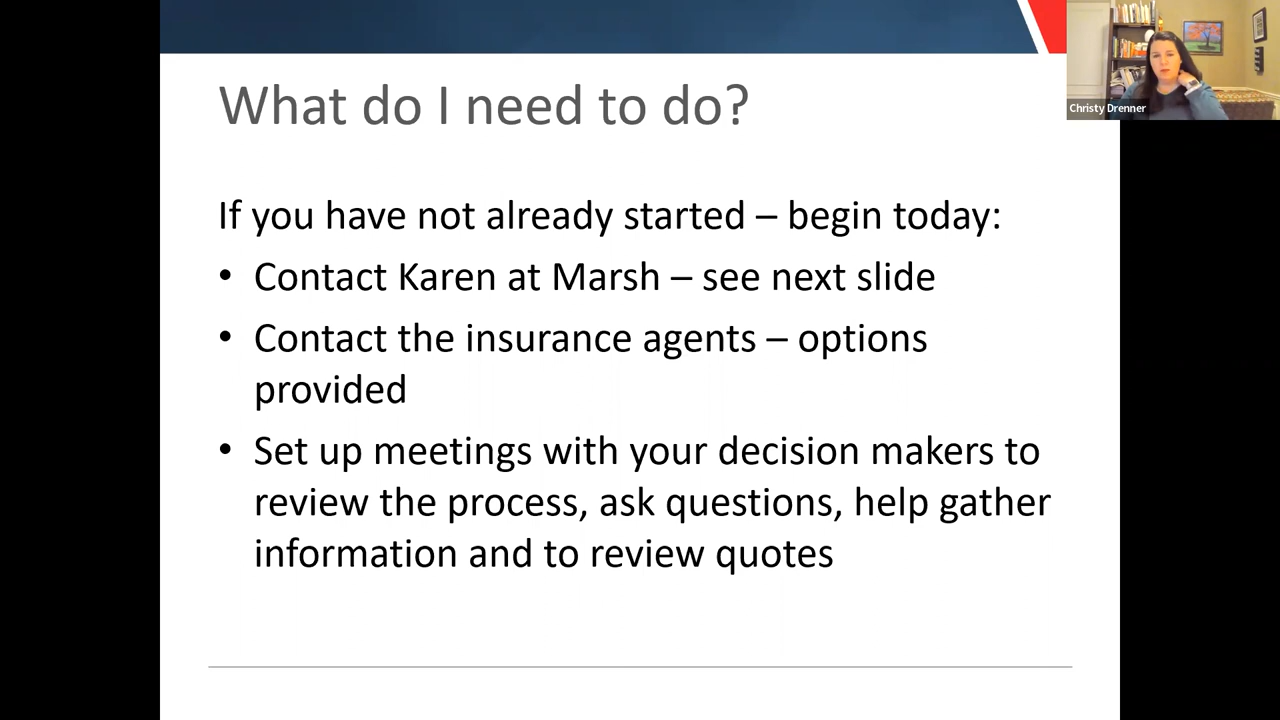 What do I need to do?
Christy Drenner
If you have not already started – begin today:
• Contact Karen at Marsh – see next slide
• Contact the insurance agents – options
provided
• Set up meetings with your decision makers to
review the process, ask questions, help gather
information and to review quotes